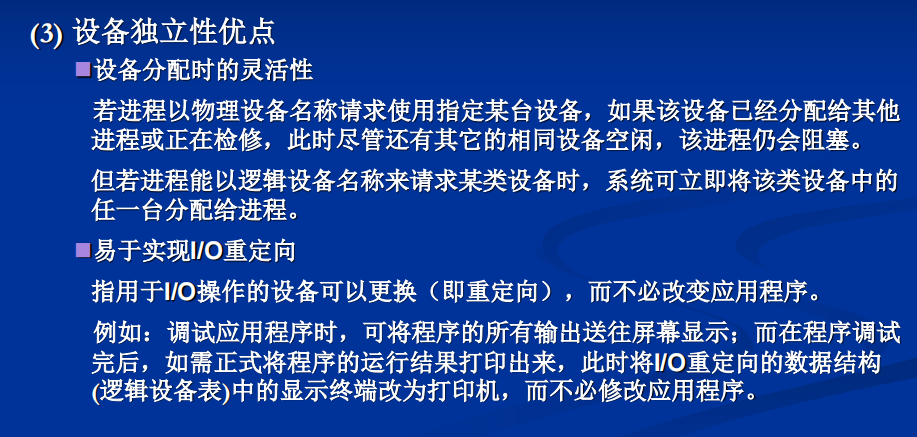 (3) 设备独立性优点
■设备分配时的灵活性
若进程以物理设备名称请求使用指定某台设备，如果该设备已经分配给其他
进程或正在检修，此时尽管还有其它的相同设备空闲，该进程仍会阻塞。
但若进程能以逻辑设备名称来请求某类设备时，系统可立即将该类设备中的
任一台分配给进程。
■易于实现I/O重定向
指用于I/O操作的设备可以更换（即重定向），而不必改变应用程序。
例如：调试应用程序时，可将程序的所有输出送往屏幕显示；而在程序调试
完后，如需正式将程序的运行结果打印出来，此时将I/O重定向的数据结构
(逻辑设备表)中的显示终端改为打印机，而不必修改应用程序。